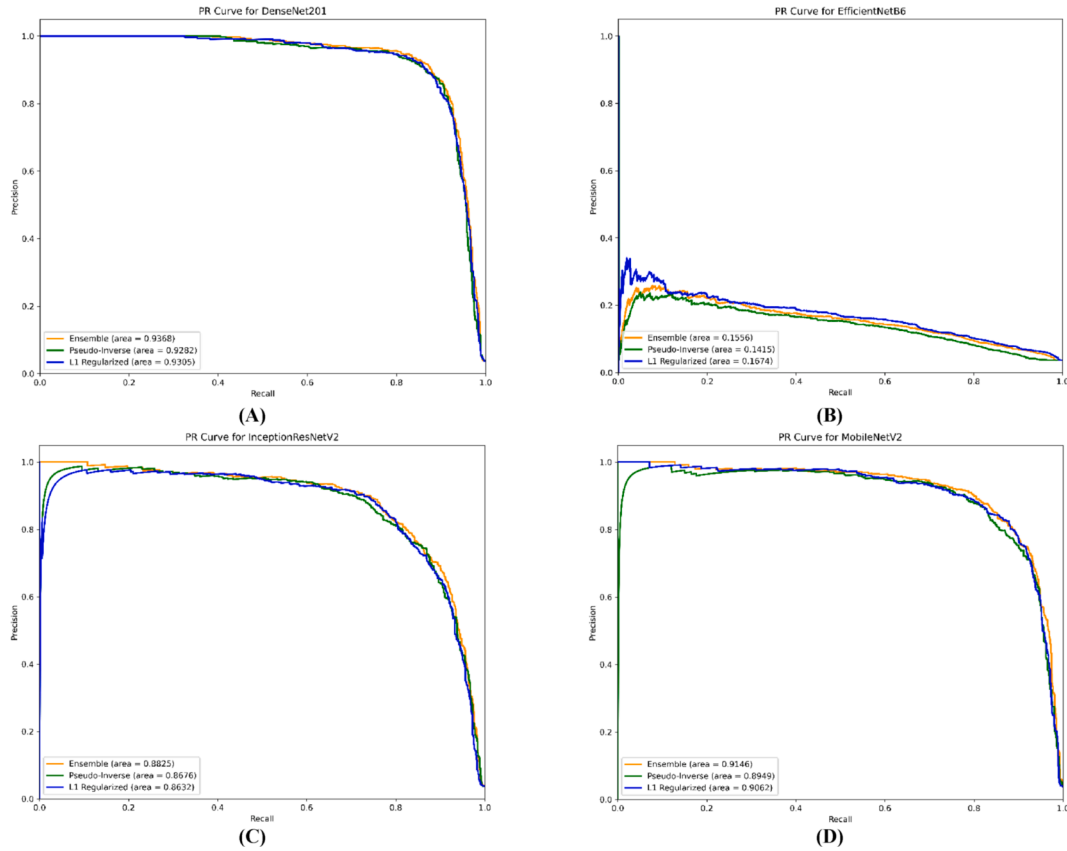 PR Curve for DenseNet201
1.0
0.8
0.6
0.4
0.2
0.0
Precision
Ensemble (area = 0.9368)
Pseudo-Inverse (area = 0.9282)
L1 Regularized (area = 0.9305)
0.0 0.2 0.4 0.6 0.8 1.0
Recall
(A)
PR Curve for EfficientNetB6
1.0
0.8
0.6
0.4
0.2
0.0
Precision
Ensemble (area = 0.1556)
Pseudo-Inverse (area = 0.1415)
L1 Regularized (area = 0.1674)
0.0 0.2 0.4 0.6 0.8 1.0
Recall
(B)
PR Curve for InceptionResNetV2
1.0
0.8
0.6
0.4
0.2
0.0
Precision
Ensemble (area = 0.8825)
Pseudo-Inverse (area = 0.8676)
L1 Regularized (area = 0.8632)
0.0 0.2 0.4 0.6 0.8 1.0
Recall
(C)
PR Curve for MobileNetV2
1.0
0.8
0.6
0.4
0.2
0.0
Precision
Ensemble (area = 0.9146)
Pseudo-Inverse (area = 0.8949)
L1 Regularized (area = 0.9062)
0.0 0.2 0.4 0.6 0.8 1.0
Recall
(D)